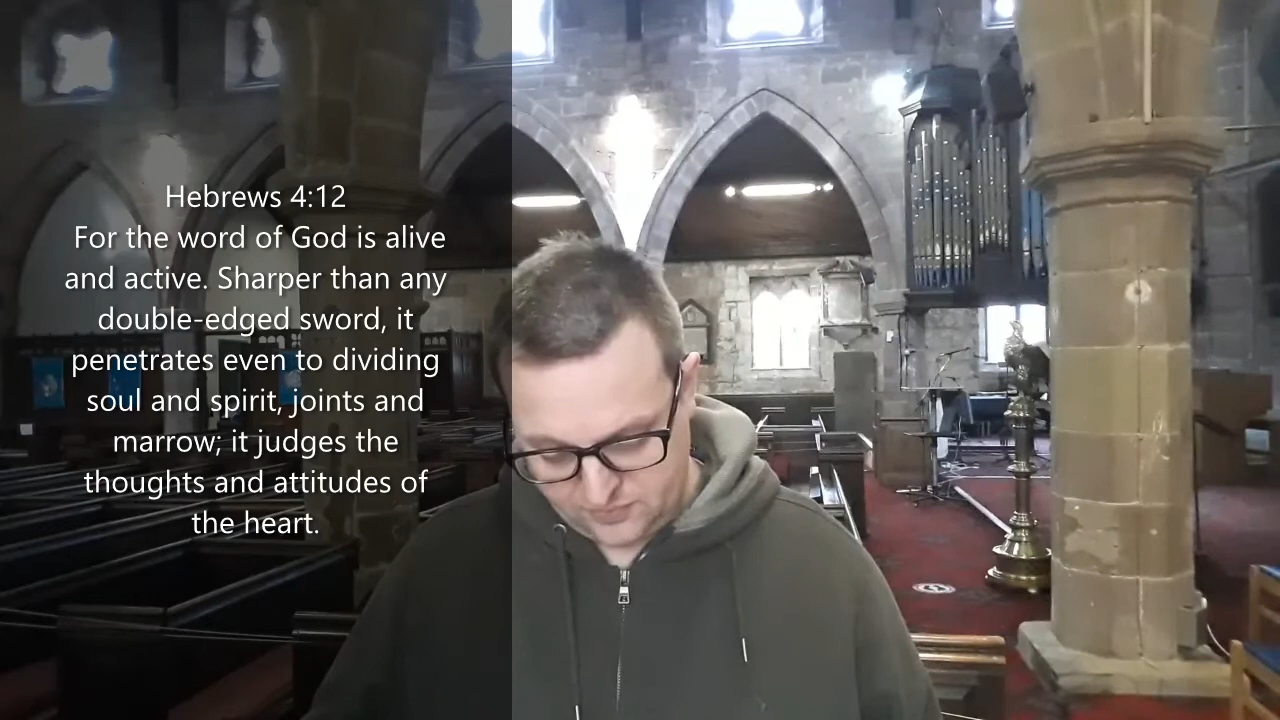 Hebrews 4:12
For the word of God is alive
and active. Sharper than any
double-edged sword, it
penetrates even to dividing
soul and spirit, joints and
marrow; it judges the
thoughts and attitudes of
the heart.